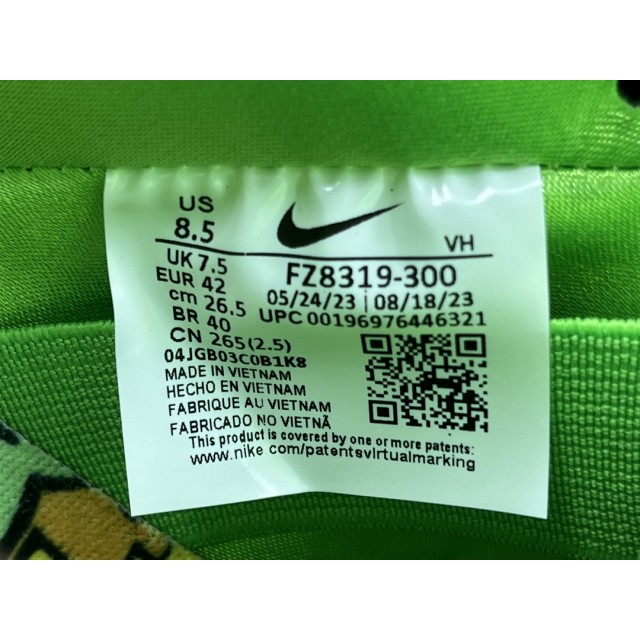 US
8.5
VH
UK 7.5
FZ8319-300
EUR 42
05/24/23 | 08/18/23
cm 26.5
UPC 00196976446321
BR 40
CN 265(2.5)
04JGB03C0B1K8
MADE IN VIETNAM
HECHO EN VIETNAM
FABRIQUE AU VIETNAM
FABRICADO NO VIETNÃ
This product is covered by one or more patents:
www.nike.com/patentsvirtualmarking